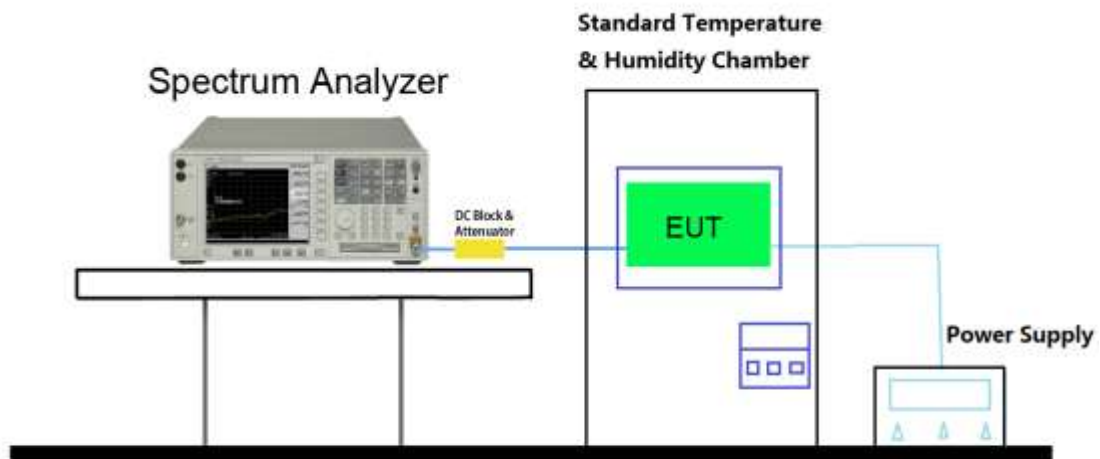 Standard Temperature
& Humidity Chamber
Spectrum Analyzer
DC Block &
Attenuator
EUT
Power Supply